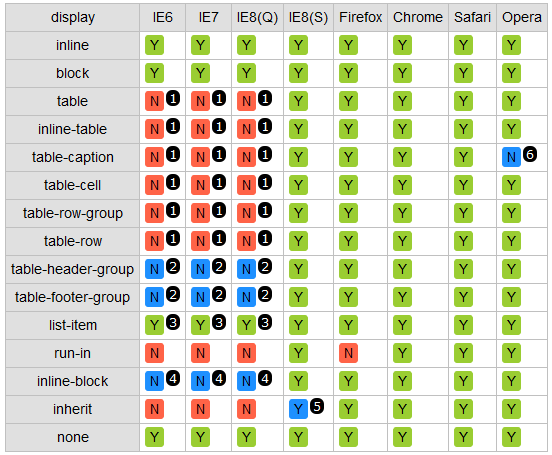 display IE6 IE7 IE8(Q) IE8(S) Firefox Chrome Safari Opera
inline Y Y Y Y Y Y Y Y
block Y Y Y Y Y Y Y Y
table N 1 N 1 N 1 Y Y Y Y Y
inline-table N 1 N 1 N 1 Y Y Y Y Y
table-caption N 1 N 1 N 1 Y Y Y Y N 6
table-cell N 1 N 1 N 1 Y Y Y Y Y
table-row-group N 1 N 1 N 1 Y Y Y Y Y
table-row N 1 N 1 N 1 Y Y Y Y Y
table-header-group N 2 N 2 N 2 Y Y Y Y Y
table-footer-group N 2 N 2 N 2 Y Y Y Y Y
list-item Y 3 Y 3 Y 3 Y Y Y Y Y
run-in N N N Y N Y Y Y
inline-block N 4 N 4 N 4 Y Y Y Y Y
inherit N N N Y 5 Y Y Y Y
none Y Y Y Y Y Y Y Y